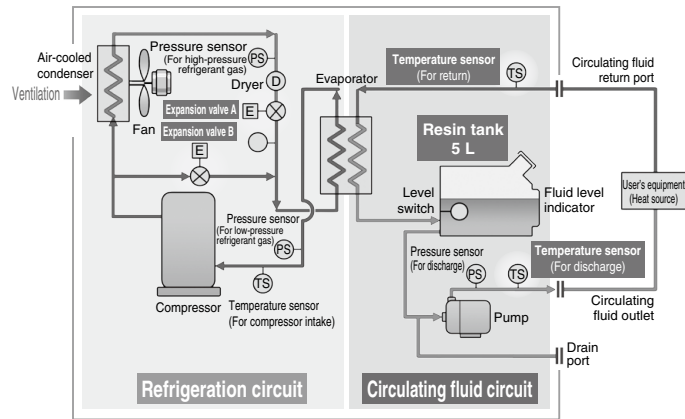 Air-cooled
condenser
Ventilation
Fan
Pressure sensor
(For high-pressure
refrigerant gas)
PS
Dryer
D
Expansion valve A
E
Expansion valve B
E
Evaporator
Temperature sensor
(For return)
TS
Circulating fluid
return port
Resin tank
5 L
Level
switch
Fluid level
indicator
User's equipment
(Heat source)
Pressure sensor
(For low-pressure
refrigerant gas)
PS
TS
Temperature sensor
(For compressor intake)
Compressor
Pressure sensor
(For discharge)
PS
TS
Temperature sensor
(For discharge)
Circulating
fluid outlet
Pump
Drain
port
Refrigeration circuit
Circulating fluid circuit